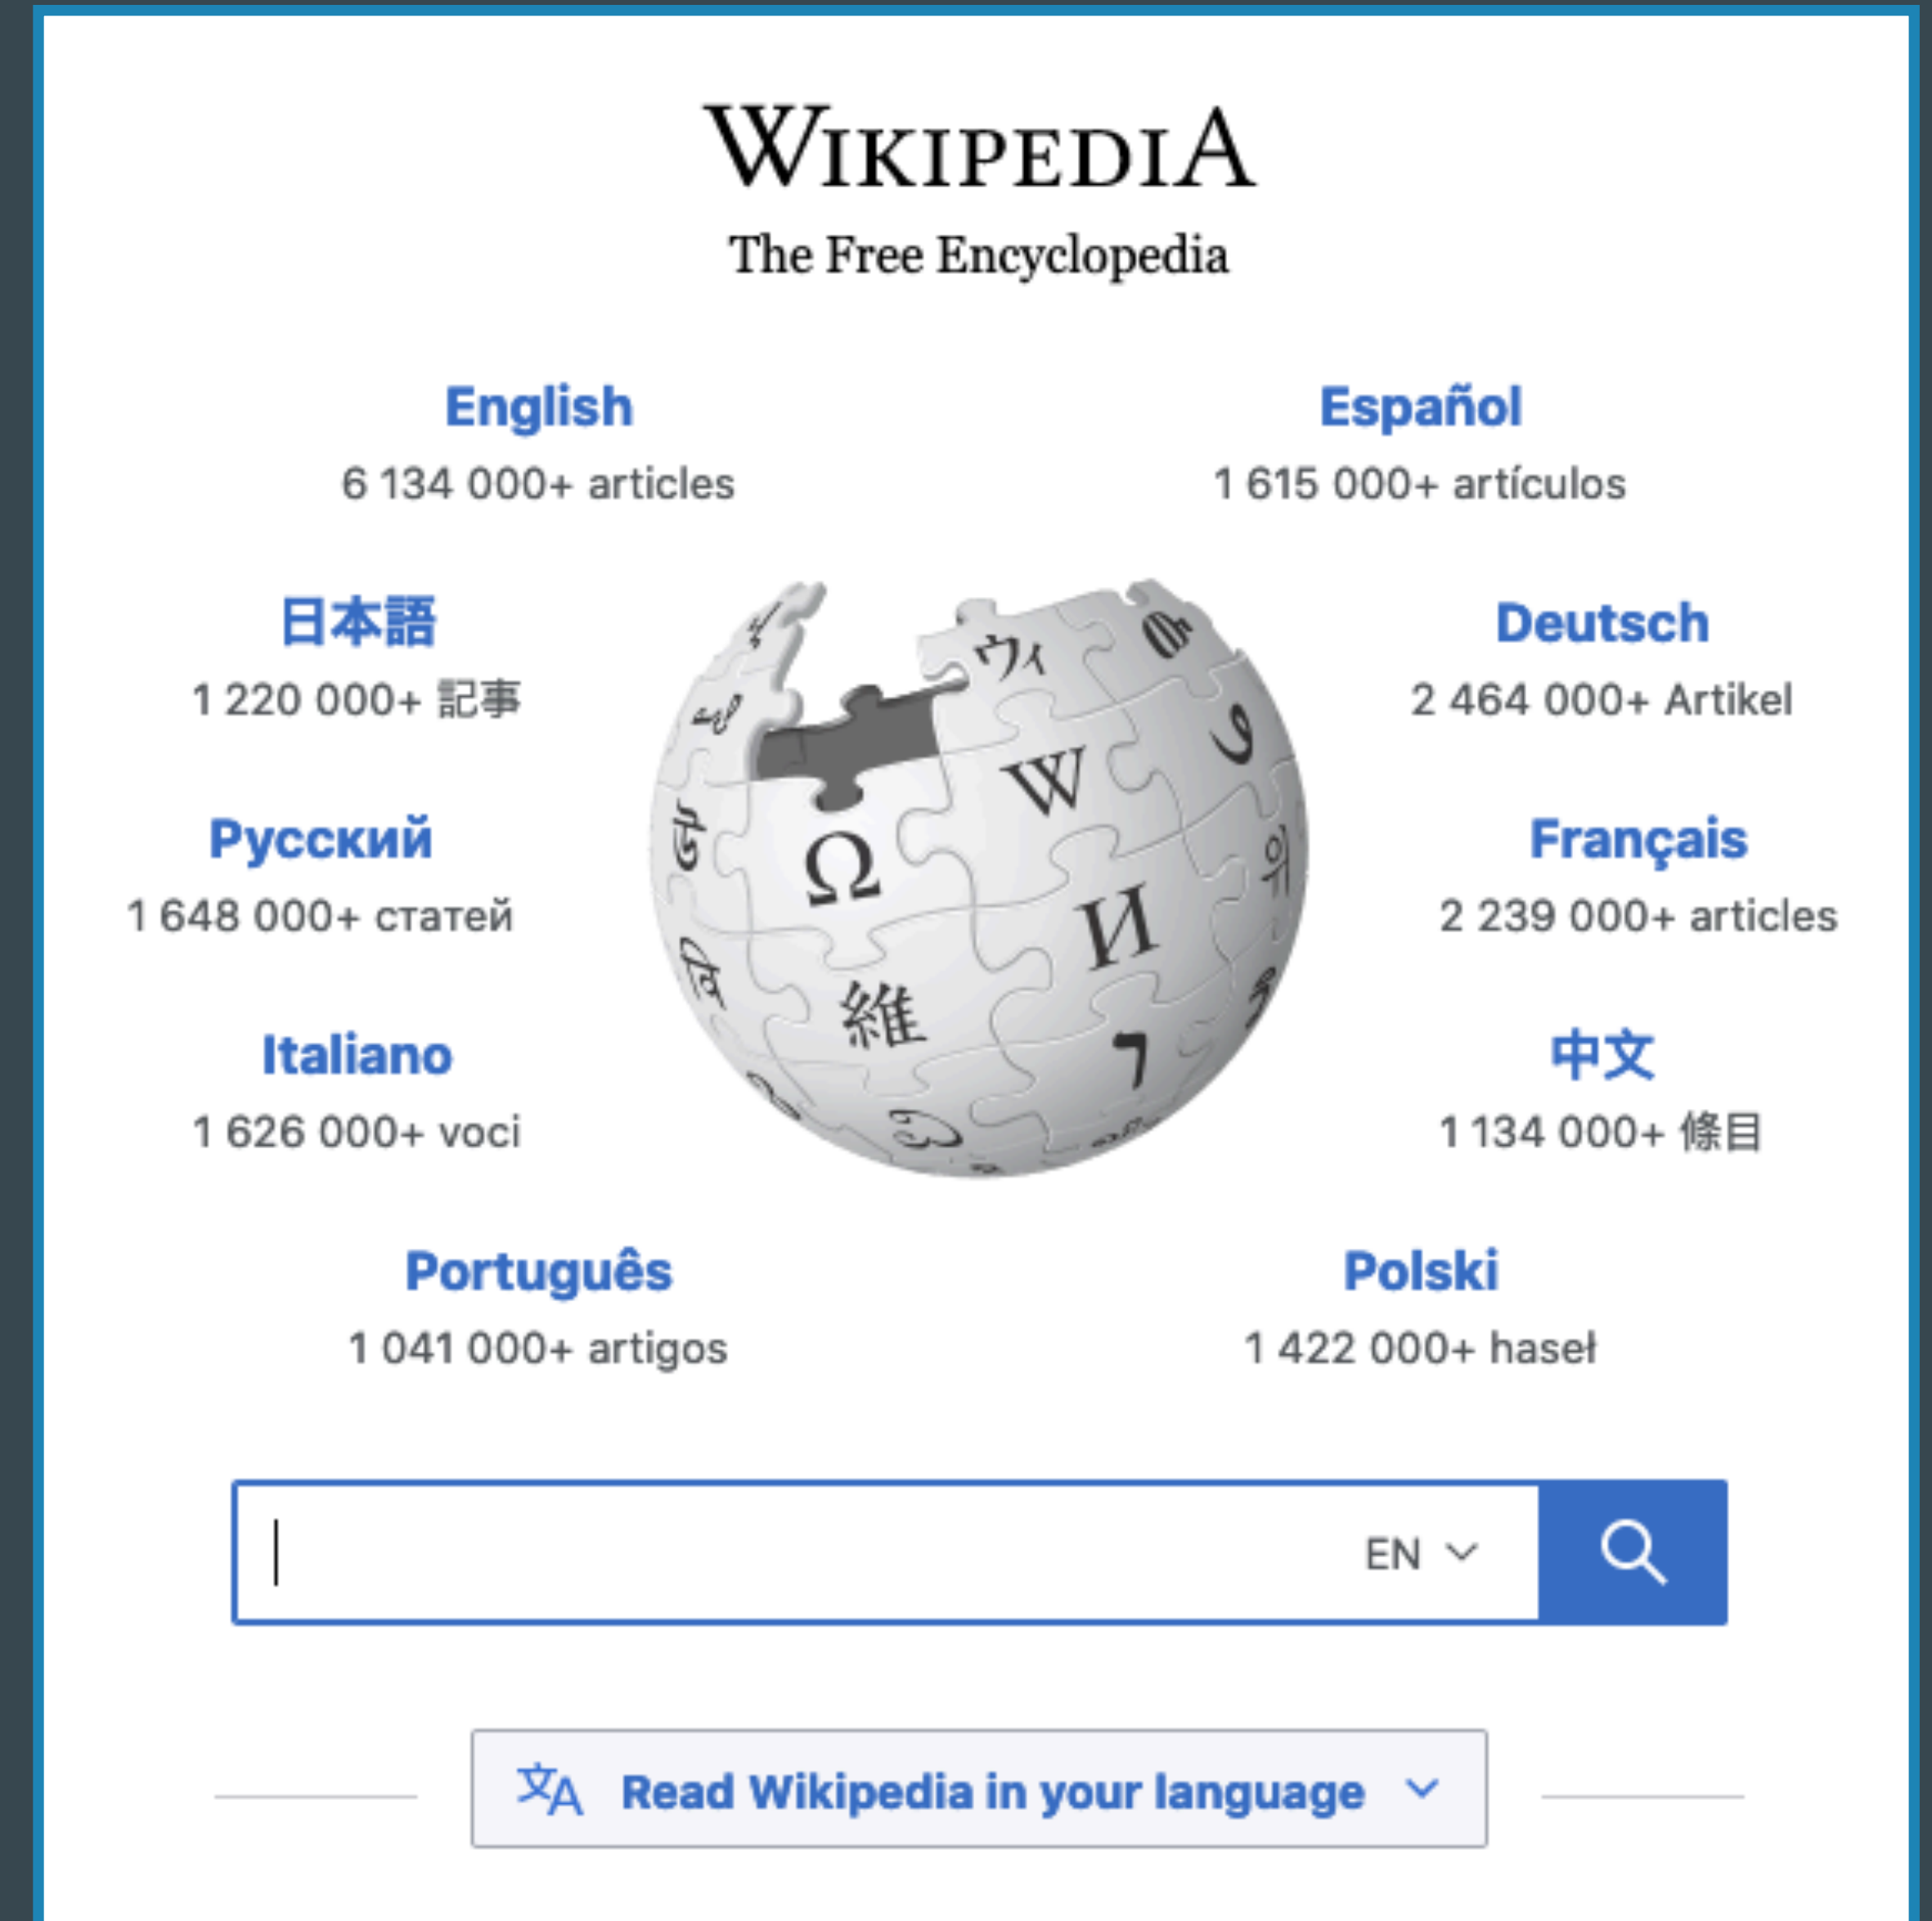 WIKIPEDIA
The Free Encyclopedia
English
6 134 000+ articles
Español
1 615 000+ artículos
日本語
1 220 000+ 記事
Deutsch
2 464 000+ Artikel
Русский
1 648 000+ статей
Français
2 239 000+ articles
Italiano
1 626 000+ voci
中文
1 134 000+ 條目
Português
1 041 000+ artigos
Polski
1 422 000+ haseł
ウィ
W
Ω
И
維
EN
Read Wikipedia in your language